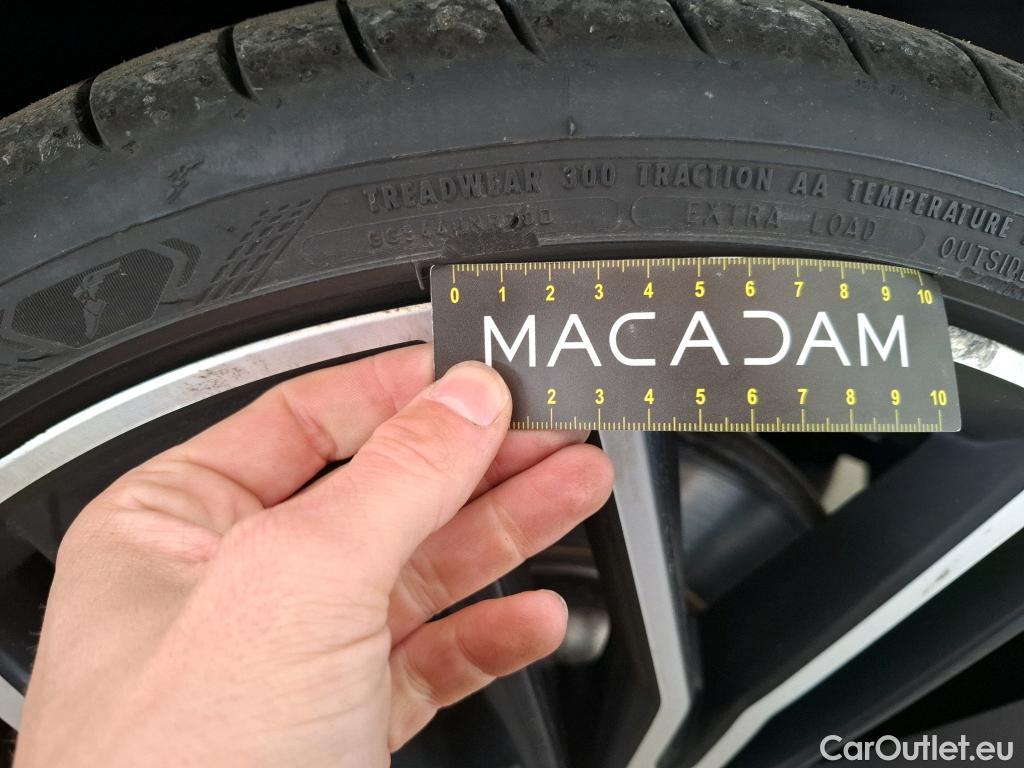 TREADWEAR 300 TRACTION AA TEMPERATURE
EXTRA LOAD
OUTSIDE
0 1 2 3 4 5 6 7 8 9 10
MACADAM
2 3 4 5 6 7 8 9 10
CarOutlet.eu